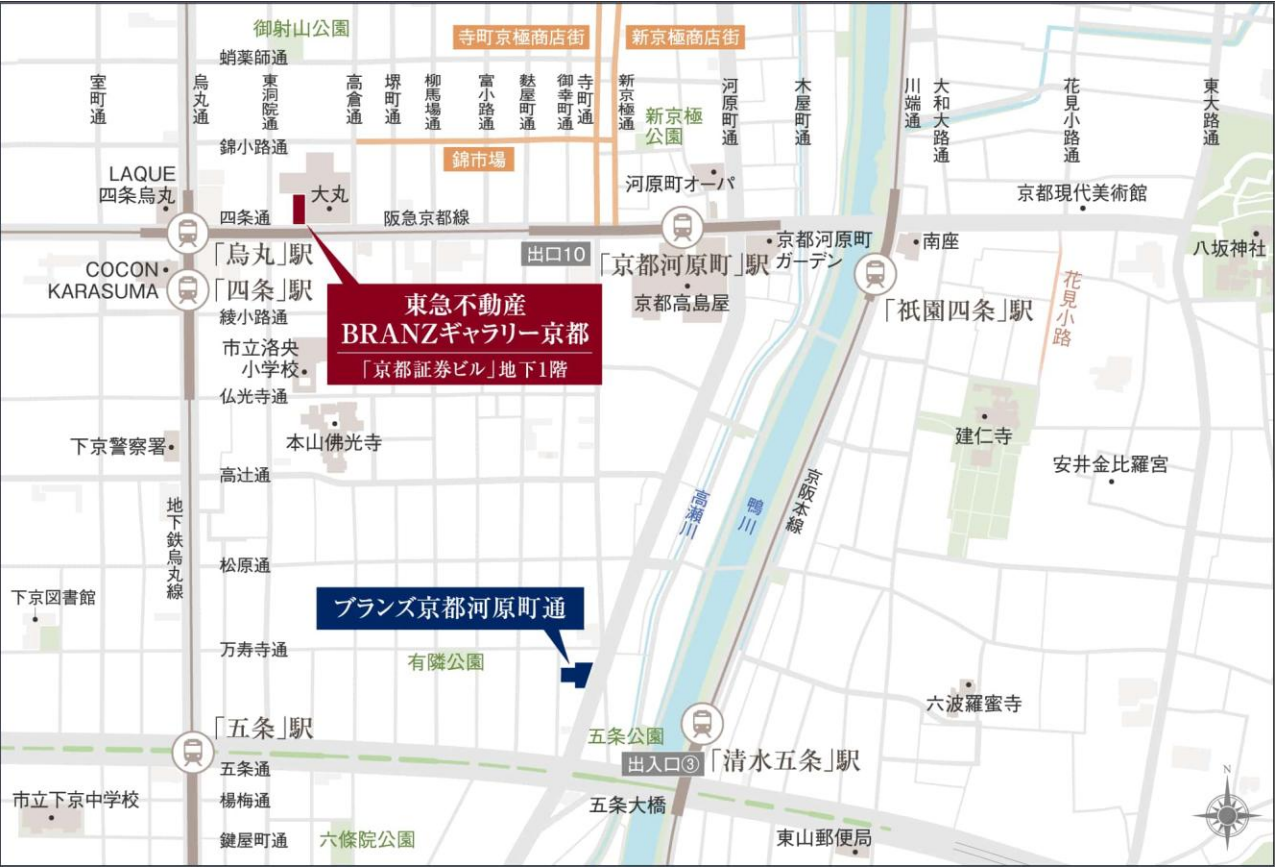 御射山公園
寺町京極商店街
新京極商店街
蛸薬師通
室町通
烏丸通
東洞院通
高倉通
堺町通
柳馬場通
富小路通
麩屋町通
御幸町通
寺町通
新京極通
河原町通
木屋町通
川端通
大和大路通
花見小路通
東大路通
新京極
公園
錦小路通
錦市場
LAQUE
四条烏丸
大丸
河原町オーパ
京都現代美術館
四条通
阪急京都線
「烏丸」駅
出口10
「京都河原町」駅
京都河原町
ガーデン
南座
八坂神社
COCON
KARASUMA
「四条」駅
東急不動産
BRANZギャラリー京都
「京都証券ビル」地下1階
京都高島屋
「祇園四条」駅
花見小路
綾小路通
市立洛央
小学校
仏光寺通
本山佛光寺
下京警察署
建仁寺
安井金比羅宮
高辻通
地下鉄烏丸線
高瀬川
鴨川
京阪本線
松原通
下京図書館
ブランズ京都河原町通
万寿寺通
有隣公園
六波羅蜜寺
「五条」駅
五条公園
出入口③
「清水五条」駅
五条通
市立下京中学校
楊梅通
五条大橋
鍵屋町通
六條院公園
東山郵便局
N